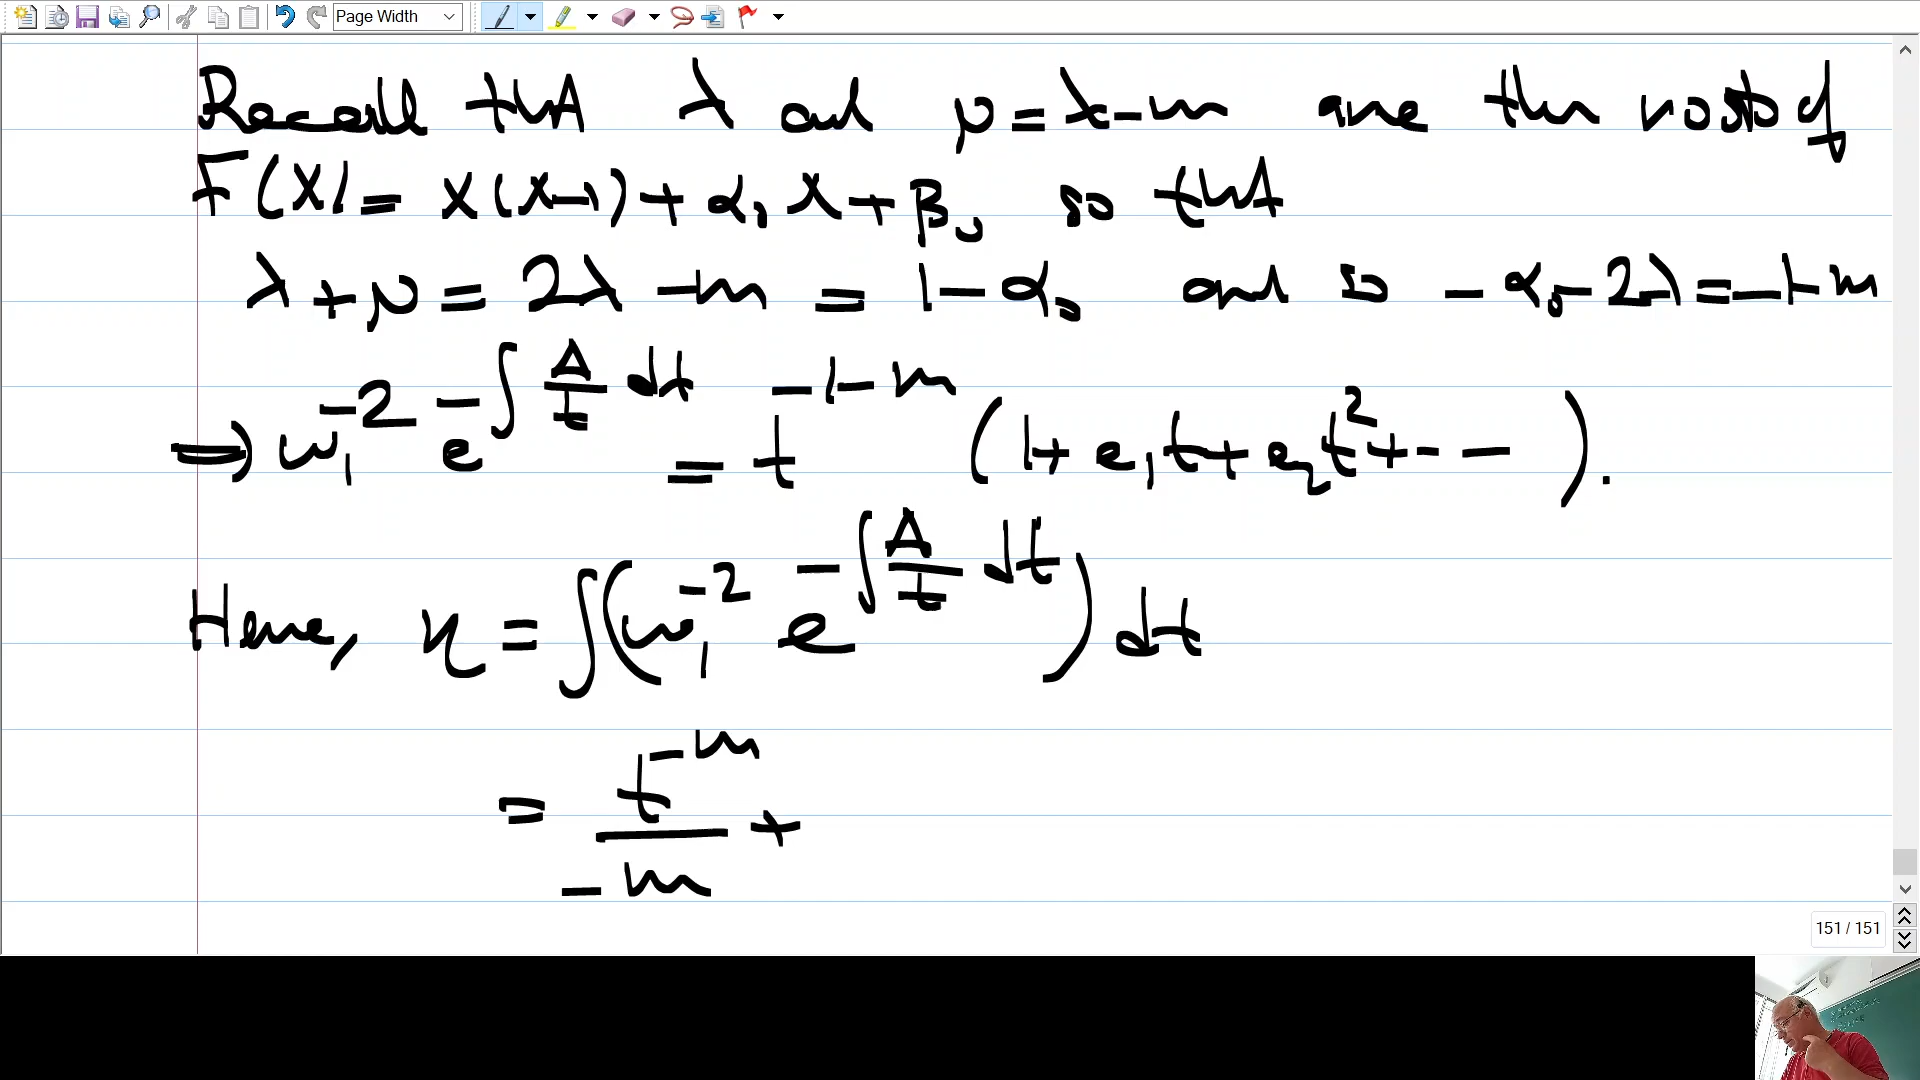 Page Width
Recall that λ and μ = λ - m are the roots of
F(X) = X(X-1) + α₀X + β₀ so that
λ + μ = 2λ - m = 1 - α₀ and so -α₀ - 2λ = -1-m
⟹ w₁^{-2} e^{-∫ A/t dt} = t^{-1-m} (1 + e₁t + e₂t² + ---).
Hence, η = ∫(w₁^{-2} e^{-∫ A/t dt}) dt
= t^{-m}/-m +
151 / 151